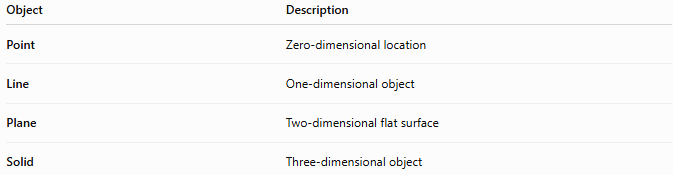 Object Description
Point Zero-dimensional location
Line One-dimensional object
Plane Two-dimensional flat surface
Solid Three-dimensional object